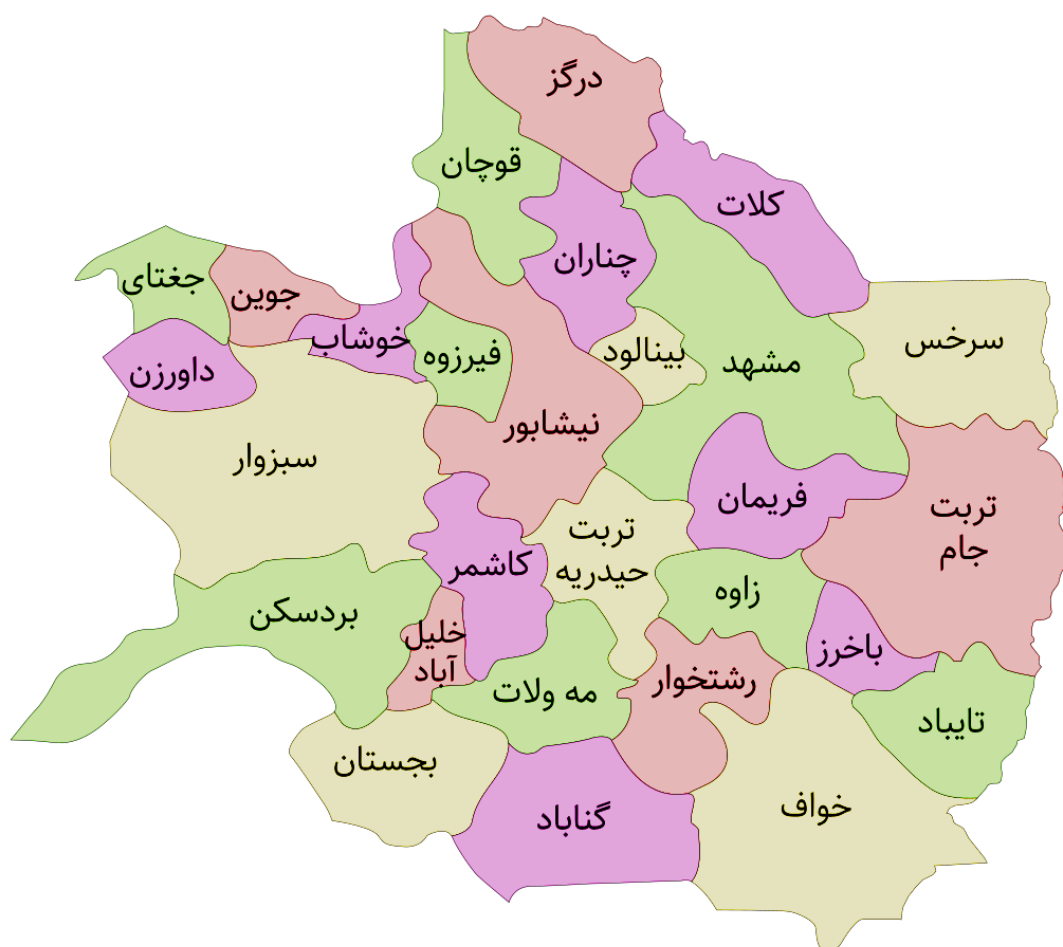 درگز
قوچان
کلات
چناران
جغتای
جوین
خوشاب
فیرزوه
بینالود
مشهد
سرخس
داورزن
سبزوار
نیشابور
فریمان
تربت
جام
تربت
حیدریه
کاشمر
زاوه
بردسکن
خلیل
آباد
باخرز
مه ولات
رشتخوار
تایباد
بجستان
گناباد
خواف